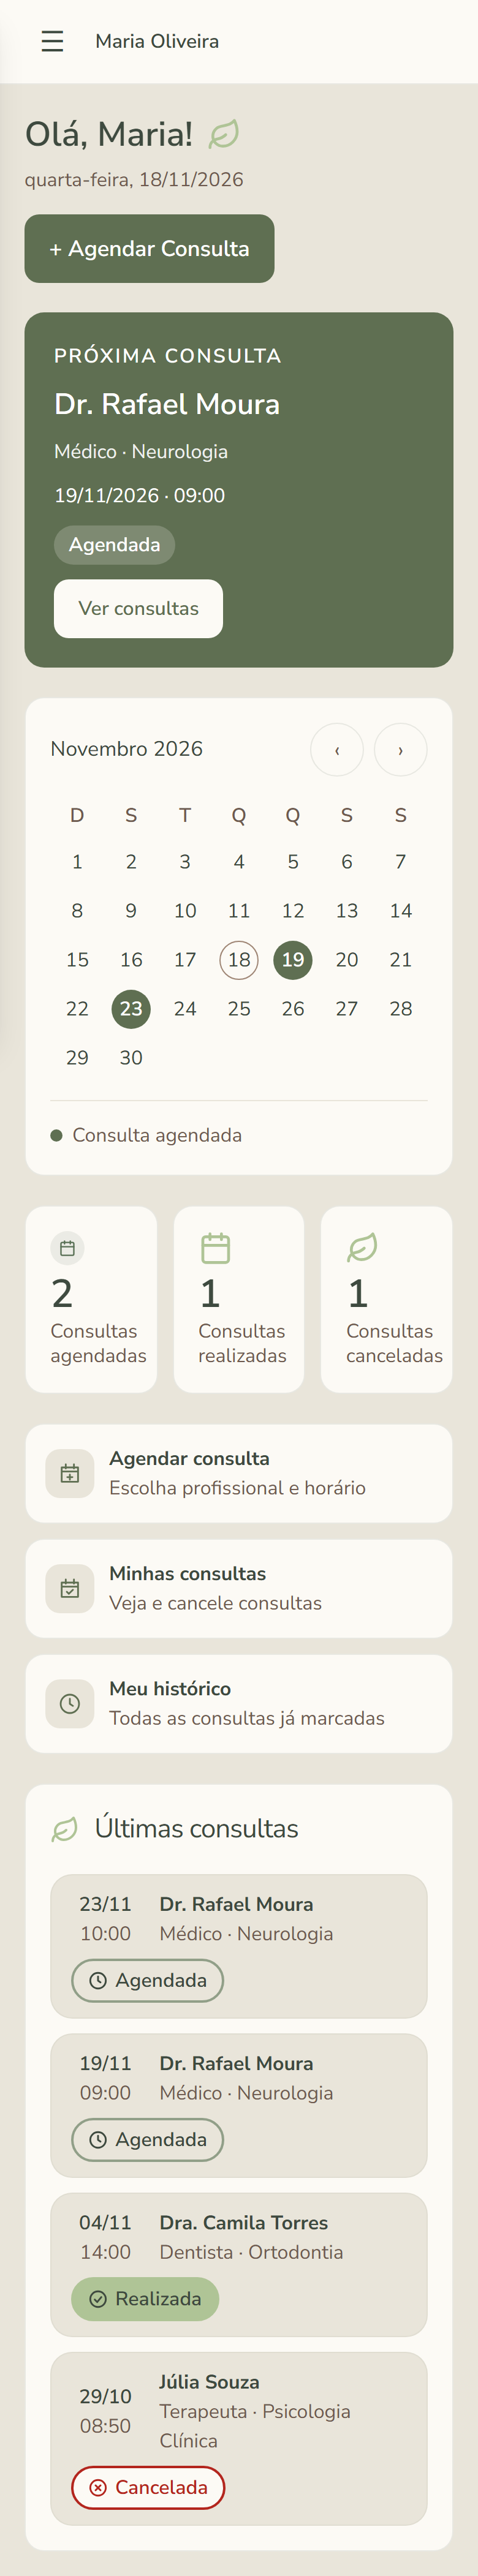 Maria Oliveira
Olá, Maria!
quarta-feira, 18/11/2026
+ Agendar Consulta
PRÓXIMA CONSULTA
Dr. Rafael Moura
Médico · Neurologia
19/11/2026 · 09:00
Agendada
Ver consultas
Novembro 2026 ‹ ›
D S T Q Q S S
1 2 3 4 5 6 7
8 9 10 11 12 13 14
15 16 17 18 19 20 21
22 23 24 25 26 27 28
29 30
Consulta agendada
2
Consultas
agendadas
1
Consultas
realizadas
1
Consultas
canceladas
Agendar consulta
Escolha profissional e horário
Minhas consultas
Veja e cancele consultas
Meu histórico
Todas as consultas já marcadas
Últimas consultas
23/11 Dr. Rafael Moura
10:00 Médico · Neurologia
Agendada
19/11 Dr. Rafael Moura
09:00 Médico · Neurologia
Agendada
04/11 Dra. Camila Torres
14:00 Dentista · Ortodontia
Realizada
29/10
08:50
Júlia Souza
Terapeuta · Psicologia
Clínica
Cancelada